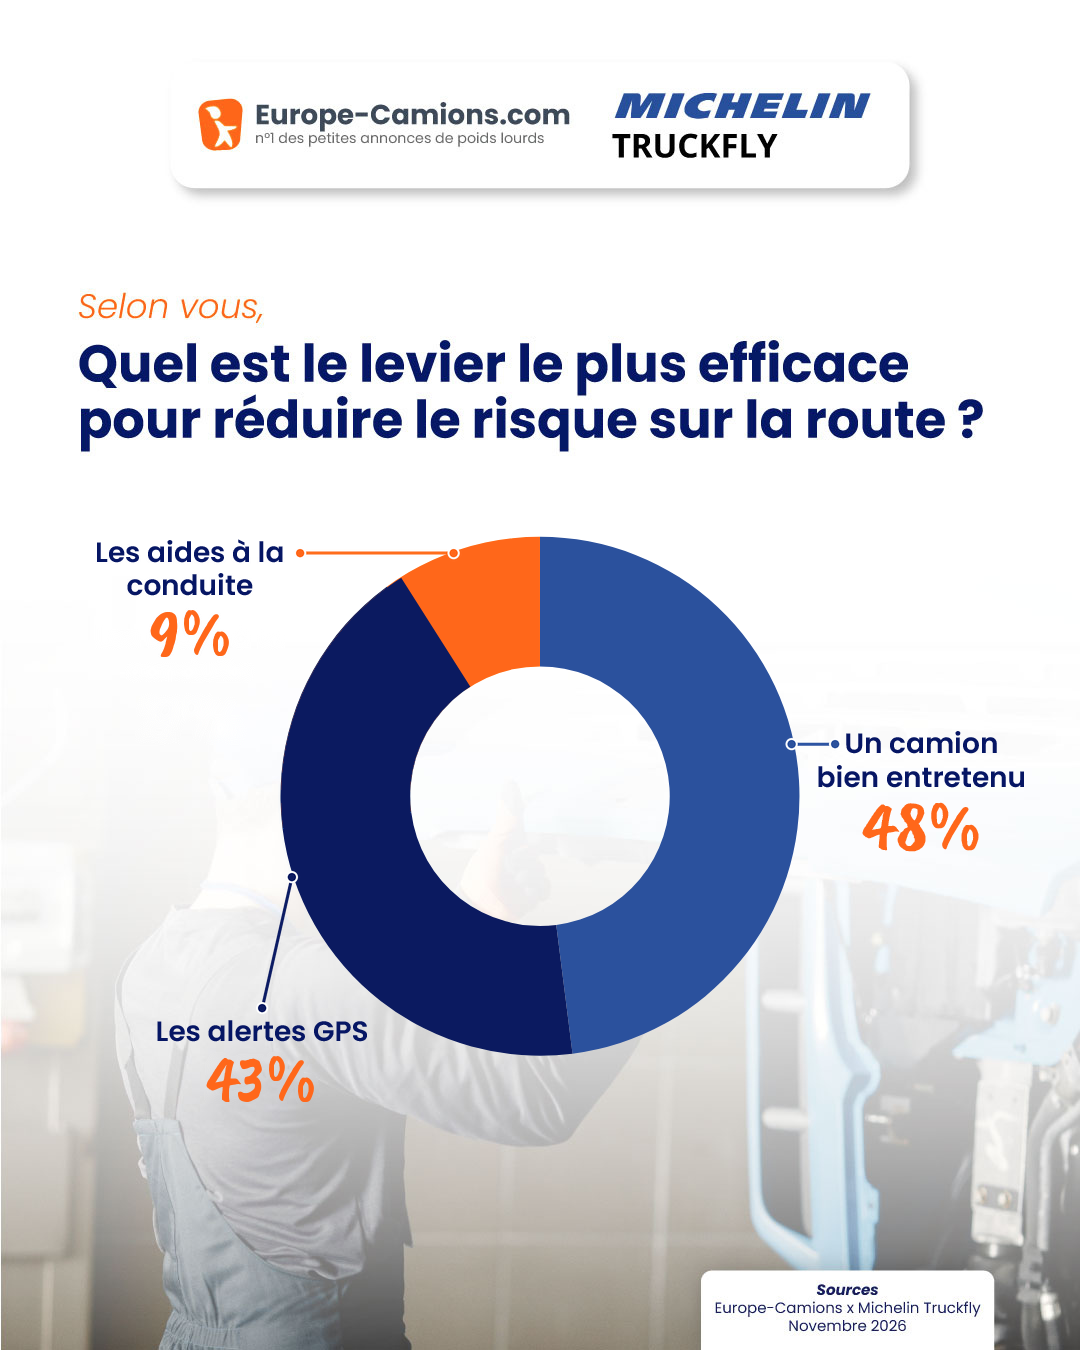 Europe-Camions.com
n°1 des petites annonces de poids lourds
MICHELIN
TRUCKFLY
Selon vous,
Quel est le levier le plus efficace
pour réduire le risque sur la route ?
Les aides à la
conduite
9%
Un camion
bien entretenu
48%
Les alertes GPS
43%
Sources
Europe-Camions x Michelin Truckfly
Novembre 2026